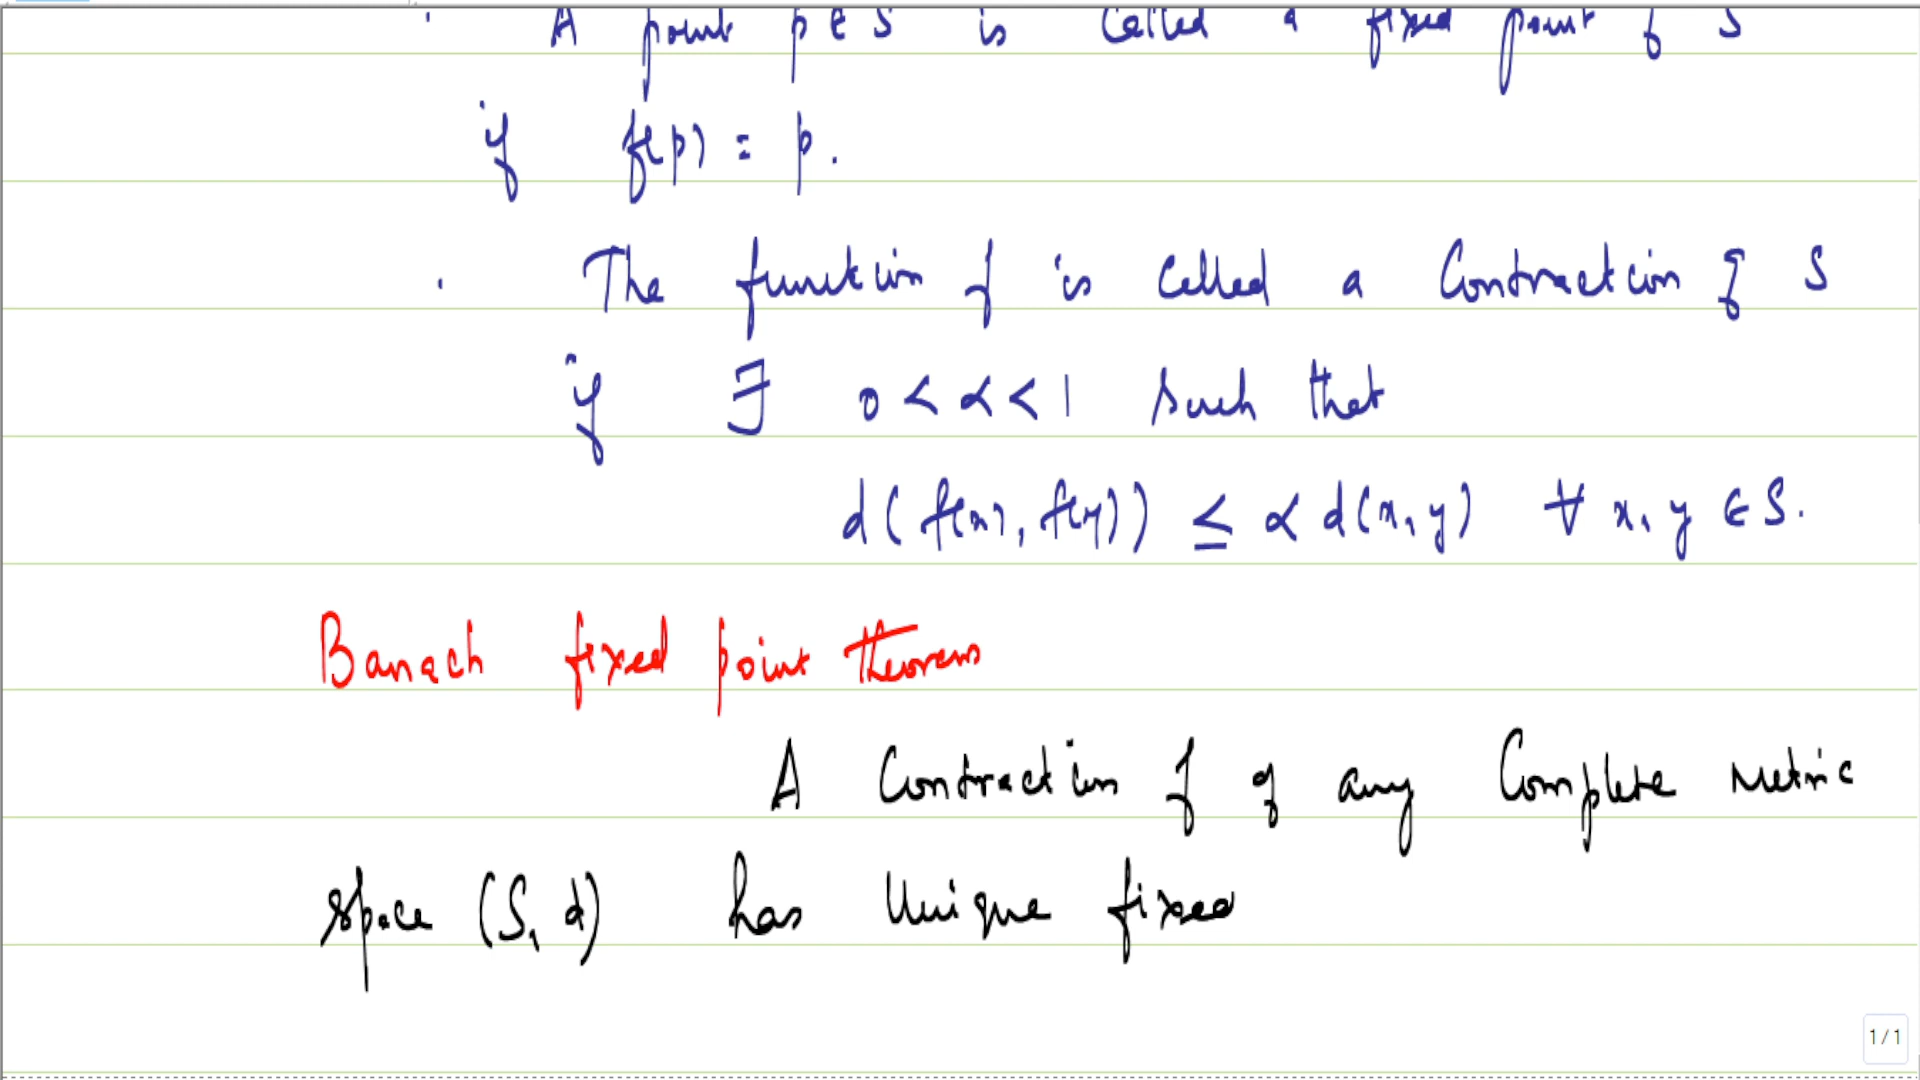 . A point p ∈ S is called a fixed point of S
if f(p) = p.
. The function f is called a Contraction of S
if ∃ 0 < α < 1 such that
d(f(x), f(y)) ≤ α d(x, y) ∀ x, y ∈ S.
Banach fixed point theorem
A Contraction f of any Complete metric
space (S, d) has Unique fixed
1/1